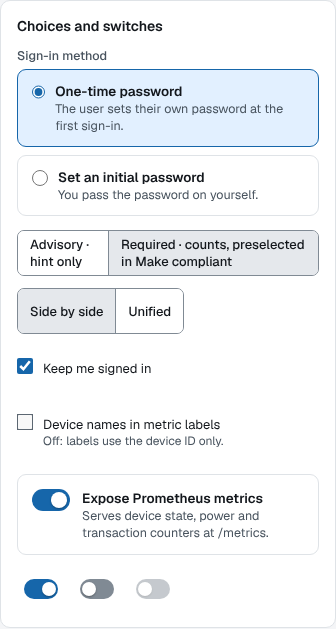 Choices and switches
Sign-in method
One-time password
The user sets their own password at the
first sign-in.
Set an initial password
You pass the password on yourself.
Advisory ·
hint only
Required · counts, preselected
in Make compliant
Side by side
Unified
Keep me signed in
Device names in metric labels
Off: labels use the device ID only.
Expose Prometheus metrics
Serves device state, power and
transaction counters at /metrics.